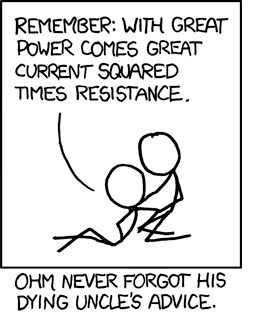 REMEMBER: WITH GREAT
POWER COMES GREAT
CURRENT SQUARED
TIMES RESISTANCE.
OHM NEVER FORGOT HIS
DYING UNCLE'S ADVICE.